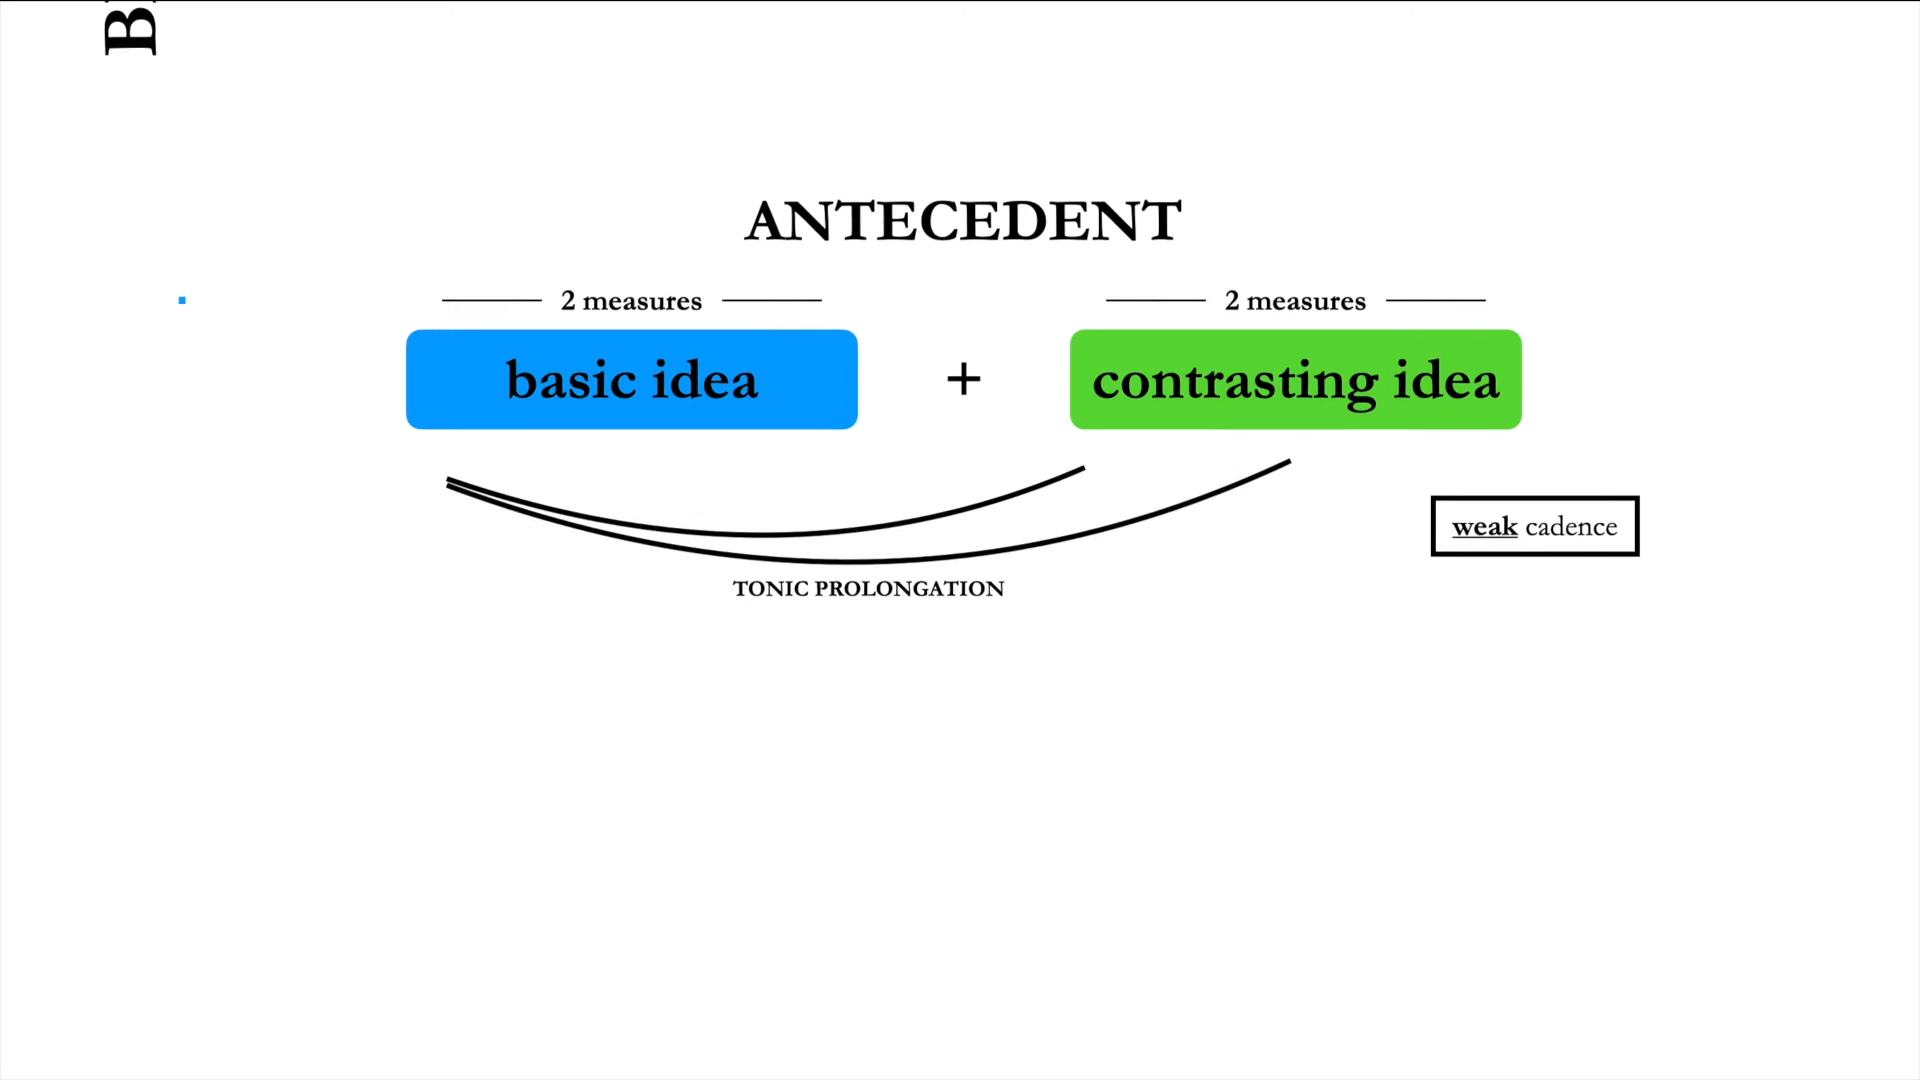 B
ANTECEDENT
2 measures
2 measures
basic idea
+
contrasting idea
weak cadence
TONIC PROLONGATION